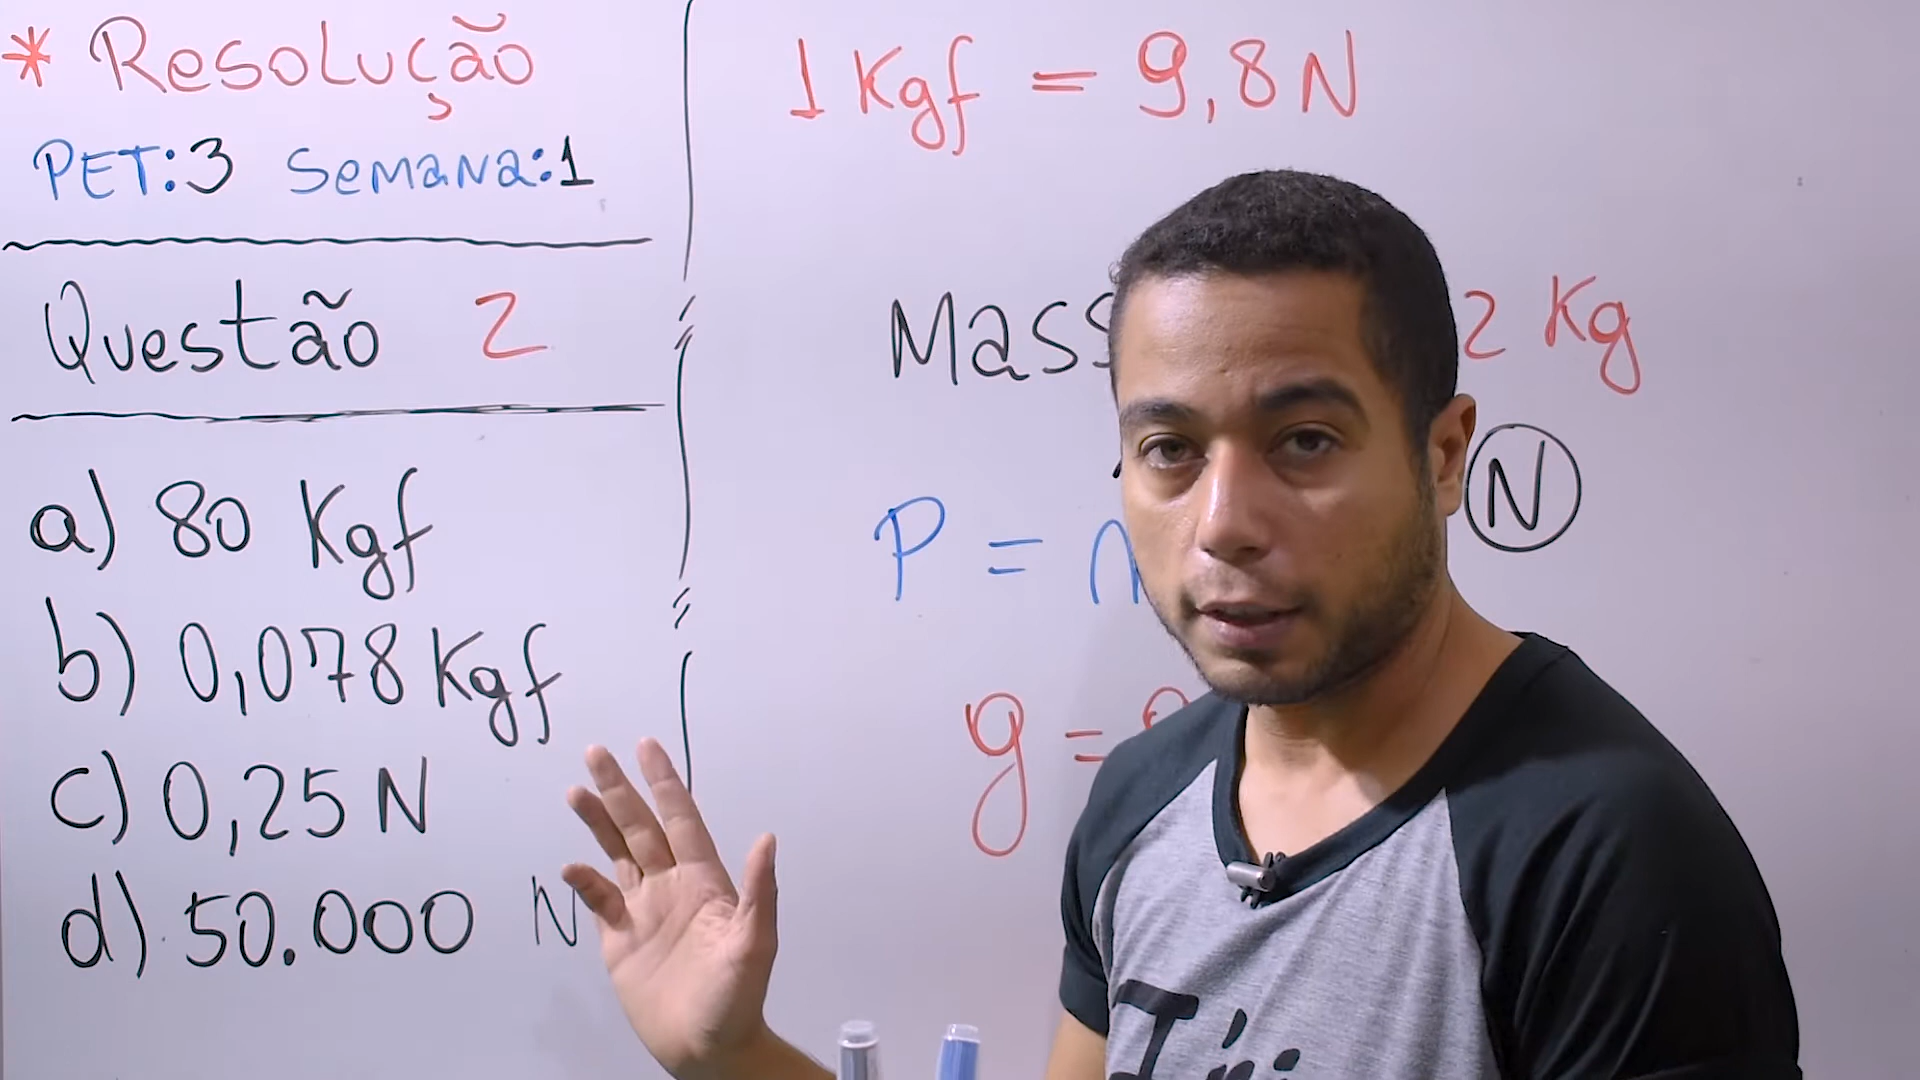 * Resolução
PET:3 Semana:1
Questão 2
a) 80 Kgf
b) 0,078 Kgf
c) 0,25 N
d) 50.000 N
1 Kgf = 9,8 N
2 Kg
N
P =
g =